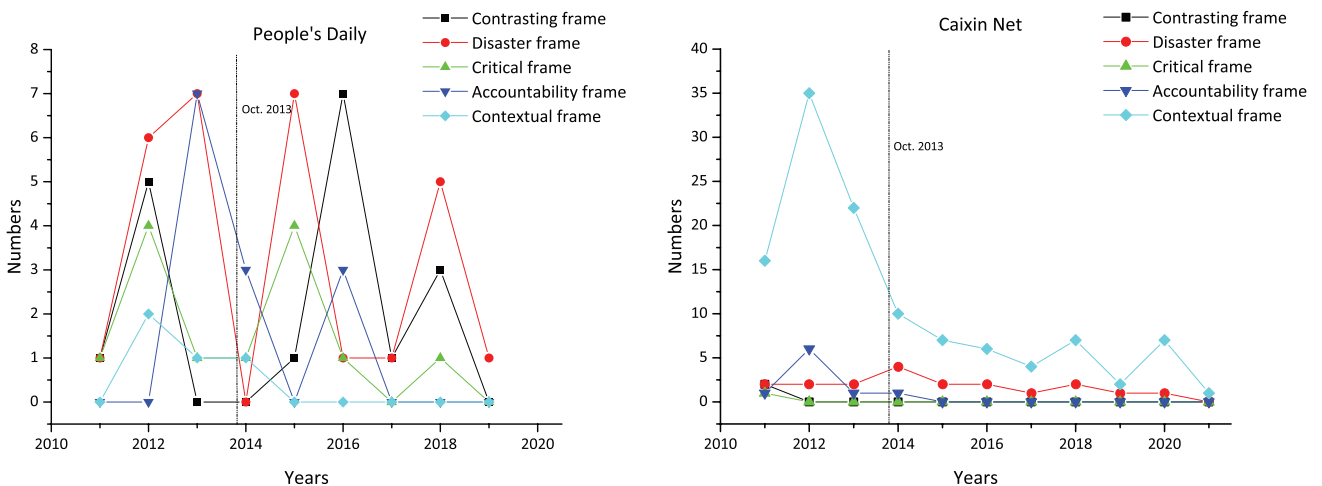 People's Daily
Contrasting frame
Disaster frame
Critical frame
Accountability frame
Contextual frame
Oct. 2013
8
7
6
5
4
3
2
1
0
Numbers
2010 2012 2014 2016 2018 2020
Years
Caixin Net
Contrasting frame
Disaster frame
Critical frame
Accountability frame
Contextual frame
Oct. 2013
40
35
30
25
20
15
10
5
0
Numbers
2010 2012 2014 2016 2018 2020
Years